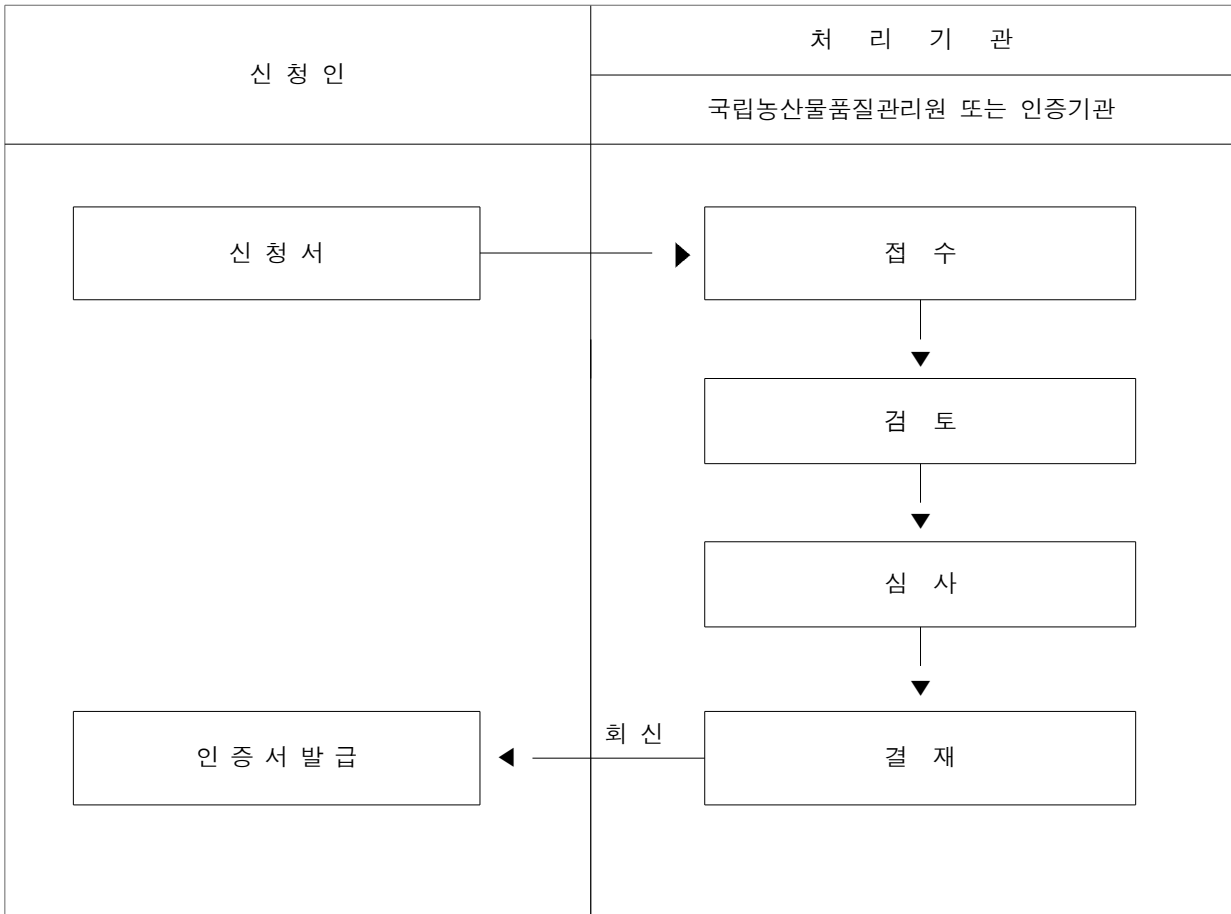 신 청 인
처 리 기 관
국립농산물품질관리원 또는 인증기관
신 청 서
접 수
검 토
심 사
회 신
인 증 서 발 급
결 재